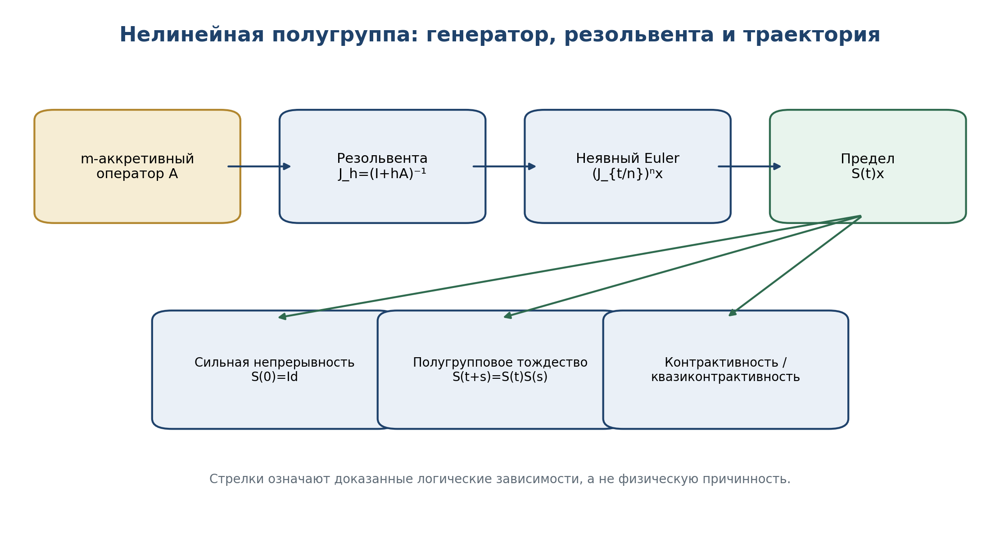 Нелинейная полугруппа: генератор, резольвента и траектория
m-аккретивный
оператор A
Резольвента
J_h=(I+hA)⁻¹
Неявный Euler
(J_{t/n})ⁿx
Предел
S(t)x
Сильная непрерывность
S(0)=Id
Полугрупповое тождество
S(t+s)=S(t)S(s)
Контрактивность /
квазиконтрактивность
Стрелки означают доказанные логические зависимости, а не физическую причинность.